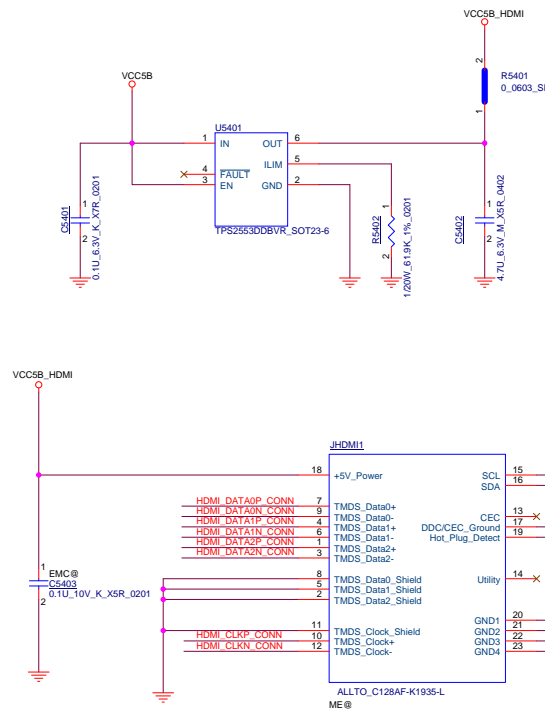 VCC5B_HDMI
2
R5401
0_0603_
1
VCC5B
U5401
1 IN OUT 6
ILIM 5
4 FAULT
3 EN GND 2
TPS2553DDBVR_SOT23-6
1
2
C5401
0.1U_6.3V_K_X7R_0201
1
2
R5402
1/20W_61.9K_1%_0201
1
2
C5402
4.7U_6.3V_M_X5R_0402
VCC5B_HDMI
JHDMI1
18 +5V_Power SCL 15
SDA 16
HDMI_DATA0P_CONN 7 TMDS_Data0+
HDMI_DATA0N_CONN 9 TMDS_Data0- CEC 13
HDMI_DATA1P_CONN 4 TMDS_Data1+ DDC/CEC_Ground 17
HDMI_DATA1N_CONN 6 TMDS_Data1- Hot_Plug_Detect 19
HDMI_DATA2P_CONN 1 TMDS_Data2+
HDMI_DATA2N_CONN 3 TMDS_Data2-
8 TMDS_Data0_Shield Utility 14
5 TMDS_Data1_Shield
2 TMDS_Data2_Shield
GND1 20
11 TMDS_Clock_Shield GND2 21
HDMI_CLKP_CONN 10 TMDS_Clock+ GND3 22
HDMI_CLKN_CONN 12 TMDS_Clock- GND4 23
ALLTO_C128AF-K1935-L
ME@
1
EMC@
C5403
0.1U_10V_K_X5R_0201
2